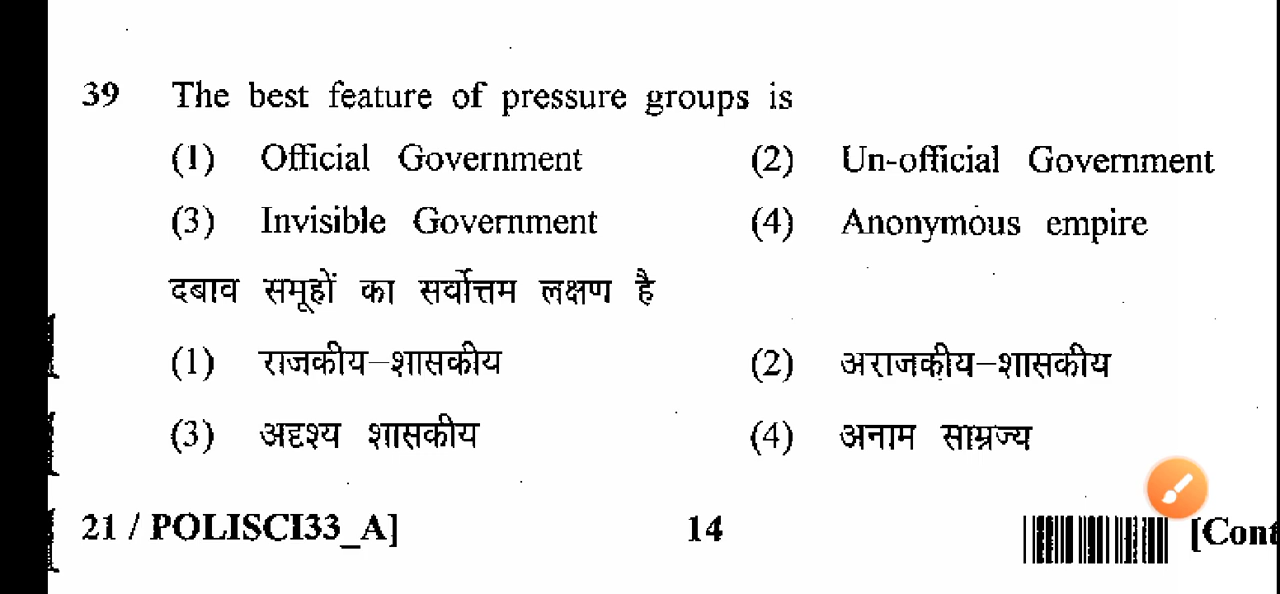 39 The best feature of pressure groups is
(1) Official Government (2) Un-official Government
(3) Invisible Government (4) Anonymous empire
दबाव समूहों का सर्वोत्तम लक्षण है
(1) राजकीय–शासकीय (2) अराजकीय–शासकीय
(3) अदृश्य शासकीय (4) अनाम साम्रज्य
21 / POLISCI33_A] 14 [Cont